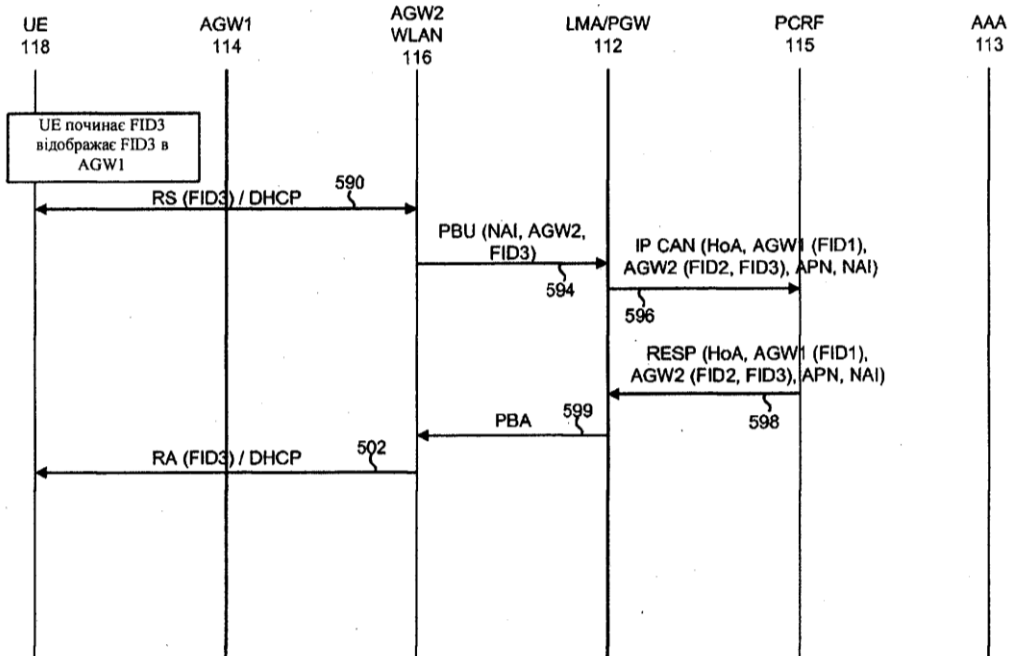 UE
118
AGW1
114
AGW2
WLAN
116
LMA/PGW
112
PCRF
115
AAA
113
UE починає FID3
відображає FID3 в
AGW1
RS (FID3) / DHCP
590
PBU (NAI, AGW2,
FID3)
594
IP CAN (HoA, AGW1 (FID1),
AGW2 (FID2, FID3), APN, NAI)
596
RESP (HoA, AGW1 (FID1),
AGW2 (FID2, FID3), APN, NAI)
598
PBA
599
RA (FID3) / DHCP
502